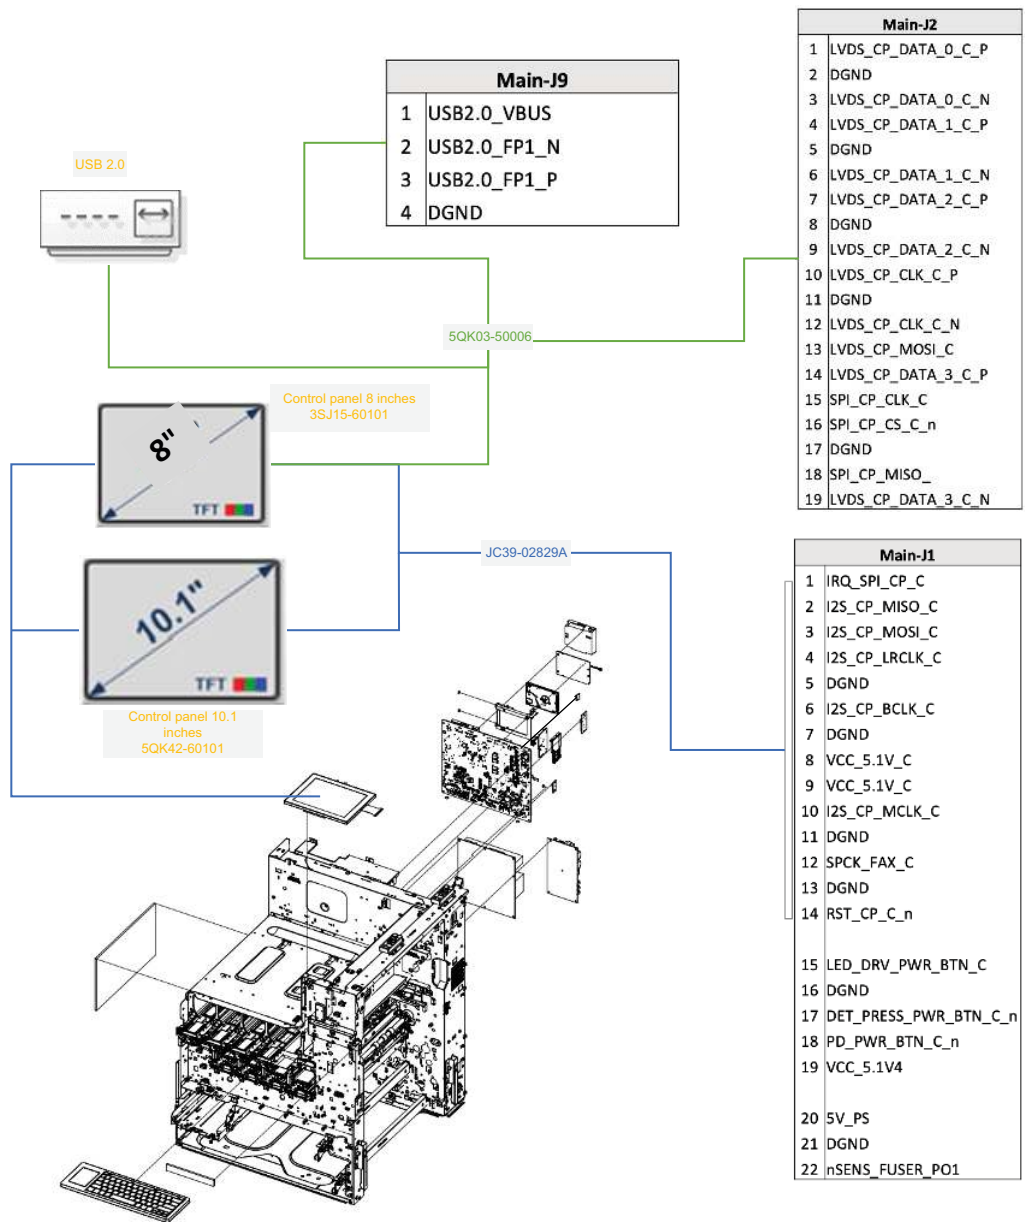 Main-J2
1 LVDS_CP_DATA_0_C_P
2 DGND
3 LVDS_CP_DATA_0_C_N
4 LVDS_CP_DATA_1_C_P
5 DGND
6 LVDS_CP_DATA_1_C_N
7 LVDS_CP_DATA_2_C_P
8 DGND
9 LVDS_CP_DATA_2_C_N
10 LVDS_CP_CLK_C_P
11 DGND
12 LVDS_CP_CLK_C_N
13 LVDS_CP_MOSI_C
14 LVDS_CP_DATA_3_C_P
15 SPI_CP_CLK_C
16 SPI_CP_CS_C_n
17 DGND
18 SPI_CP_MISO_
19 LVDS_CP_DATA_3_C_N
Main-J9
1 USB2.0_VBUS
2 USB2.0_FP1_N
3 USB2.0_FP1_P
4 DGND
USB 2.0
5QK03-50006
Control panel 8 inches
3SJ15-60101
8"
TFT
JC39-02829A
10.1"
TFT
Control panel 10.1
inches
5QK42-60101
Main-J1
1 IRQ_SPI_CP_C
2 I2S_CP_MISO_C
3 I2S_CP_MOSI_C
4 I2S_CP_LRCLK_C
5 DGND
6 I2S_CP_BCLK_C
7 DGND
8 VCC_5.1V_C
9 VCC_5.1V_C
10 I2S_CP_MCLK_C
11 DGND
12 SPCK_FAX_C
13 DGND
14 RST_CP_C_n
15 LED_DRV_PWR_BTN_C
16 DGND
17 DET_PRESS_PWR_BTN_C_n
18 PD_PWR_BTN_C_n
19 VCC_5.1V4
20 5V_PS
21 DGND
22 nSENS_FUSER_PO1